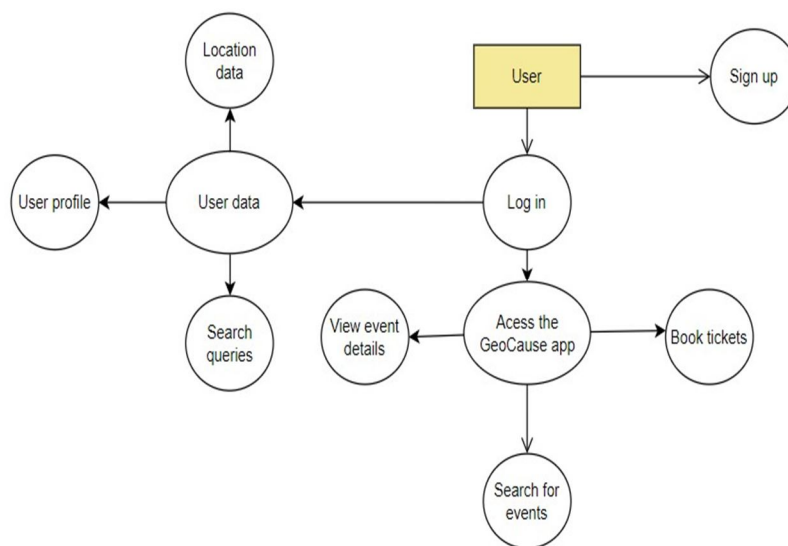 Location
data
User
Sign up
User profile
User data
Log in
Search
queries
View event
details
Acess the
GeoCause app
Book tickets
Search for
events